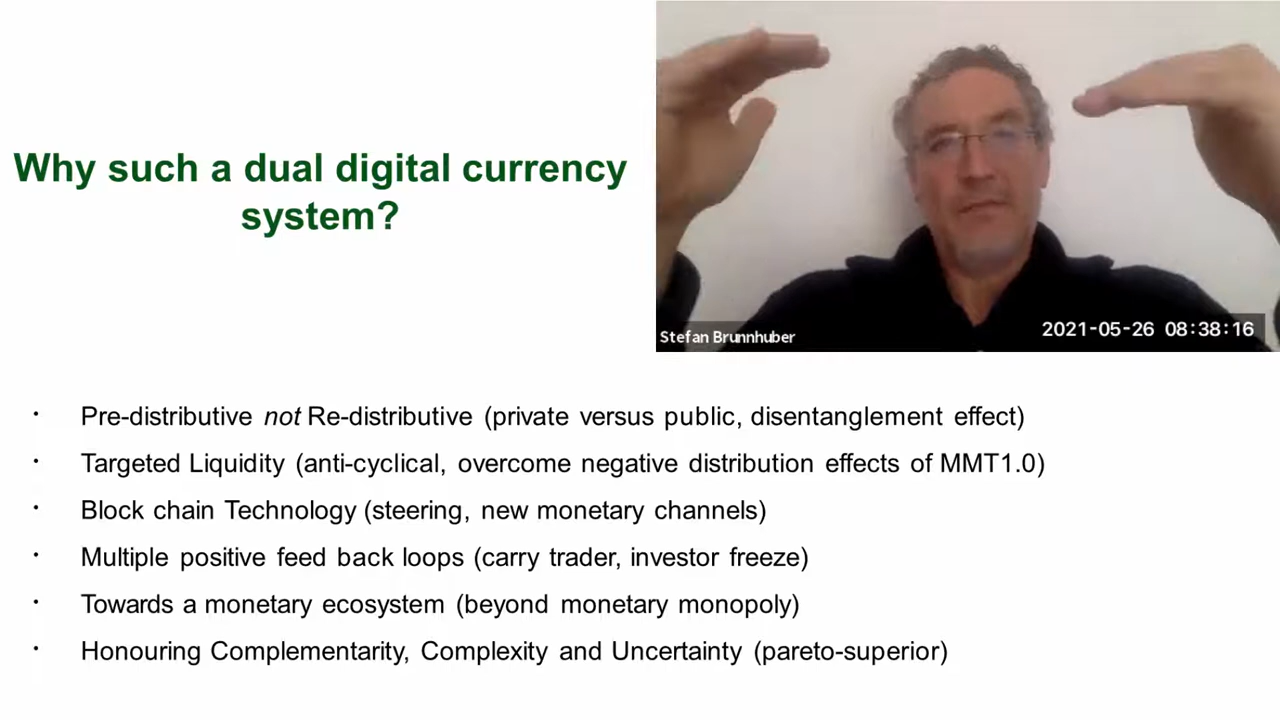 Why such a dual digital currency
system?
Stefan Brunnhuber
2021-05-26 08:38:16
· Pre-distributive not Re-distributive (private versus public, disentanglement effect)
· Targeted Liquidity (anti-cyclical, overcome negative distribution effects of MMT1.0)
· Block chain Technology (steering, new monetary channels)
· Multiple positive feed back loops (carry trader, investor freeze)
· Towards a monetary ecosystem (beyond monetary monopoly)
· Honouring Complementarity, Complexity and Uncertainty (pareto-superior)